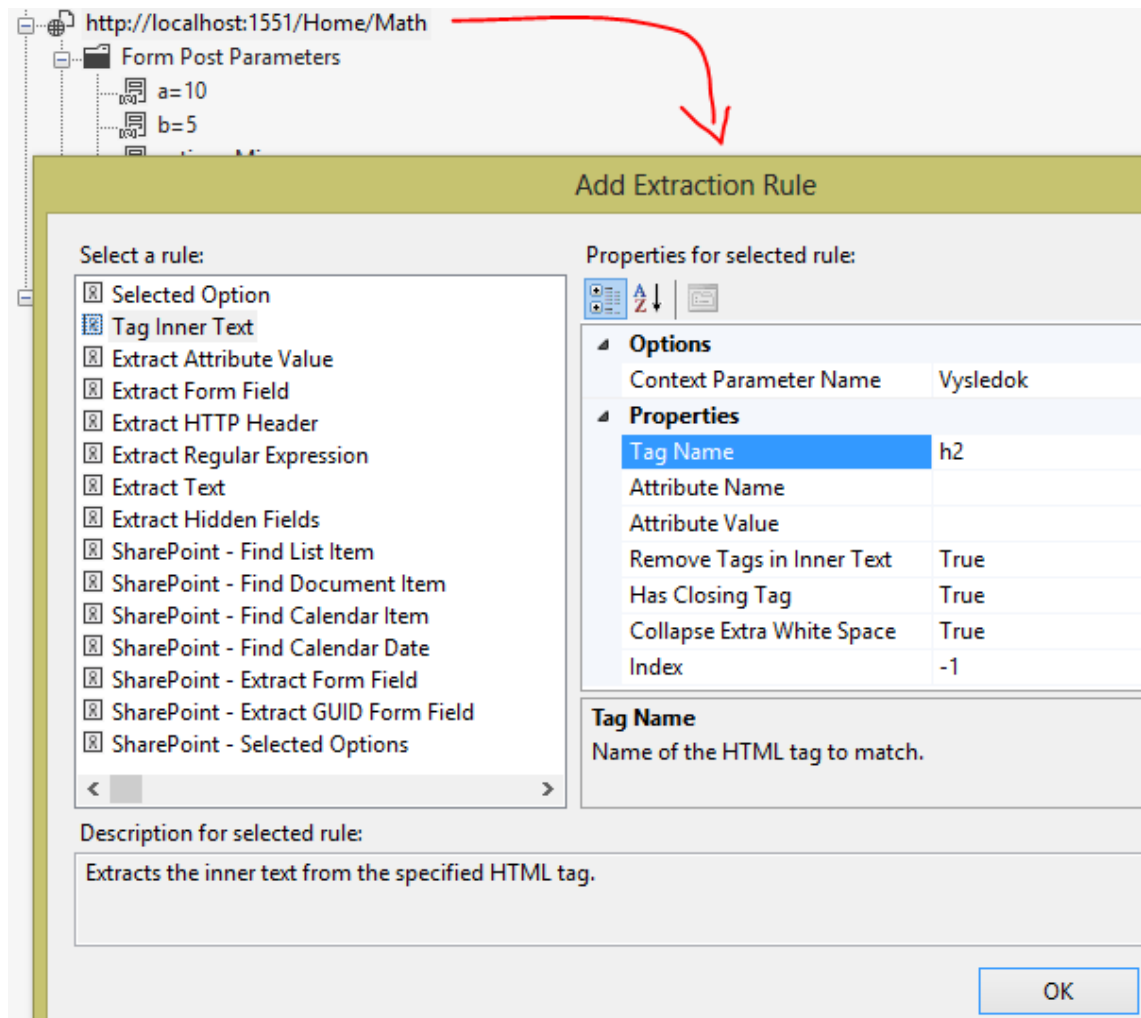 http://localhost:1551/Home/Math
Form Post Parameters
a=10
b=5
Add Extraction Rule
Select a rule:
Selected Option
Tag Inner Text
Extract Attribute Value
Extract Form Field
Extract HTTP Header
Extract Regular Expression
Extract Text
Extract Hidden Fields
SharePoint - Find List Item
SharePoint - Find Document Item
SharePoint - Find Calendar Item
SharePoint - Find Calendar Date
SharePoint - Extract Form Field
SharePoint - Extract GUID Form Field
SharePoint - Selected Options
Properties for selected rule:
Options
Context Parameter Name Vysledok
Properties
Tag Name h2
Attribute Name
Attribute Value
Remove Tags in Inner Text True
Has Closing Tag True
Collapse Extra White Space True
Index -1
Tag Name
Name of the HTML tag to match.
Description for selected rule:
Extracts the inner text from the specified HTML tag.
OK